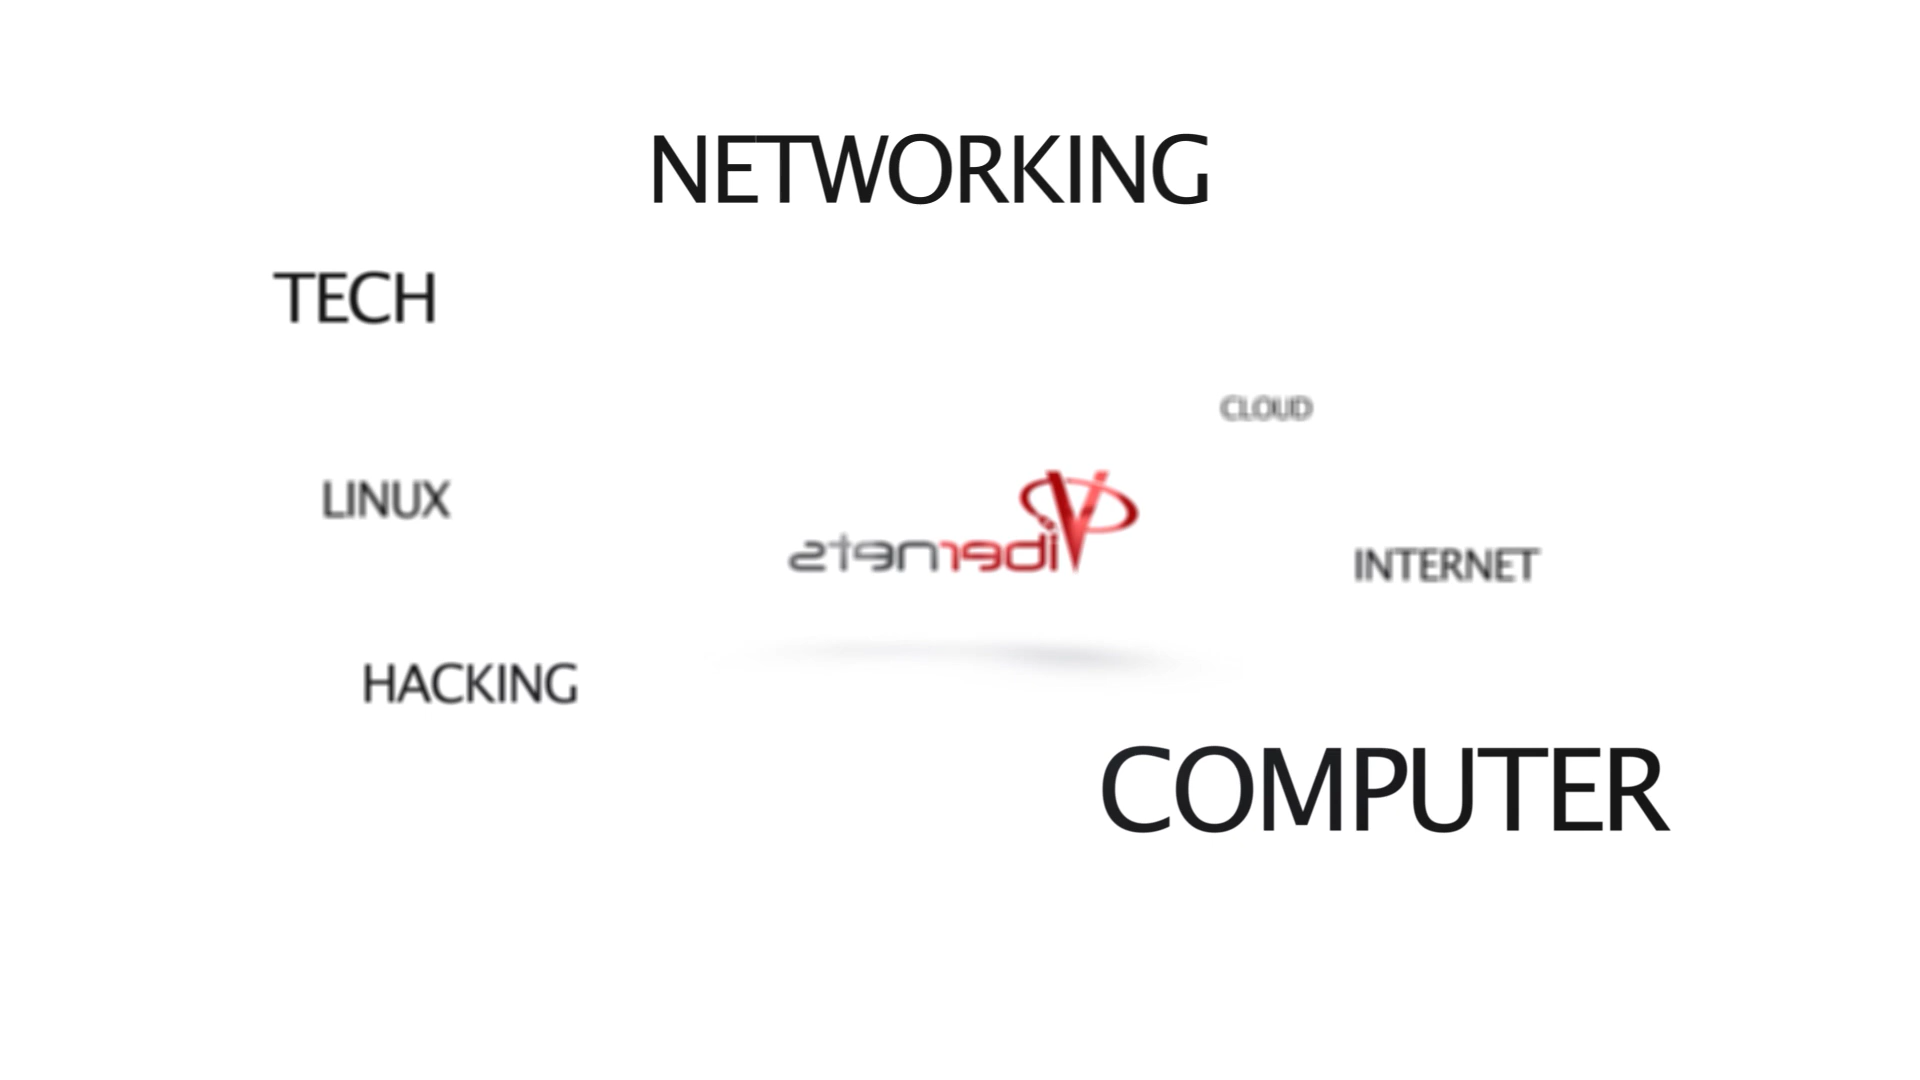 NETWORKING
TECH
CLOUD
LINUX
Vibernets
INTERNET
HACKING
COMPUTER